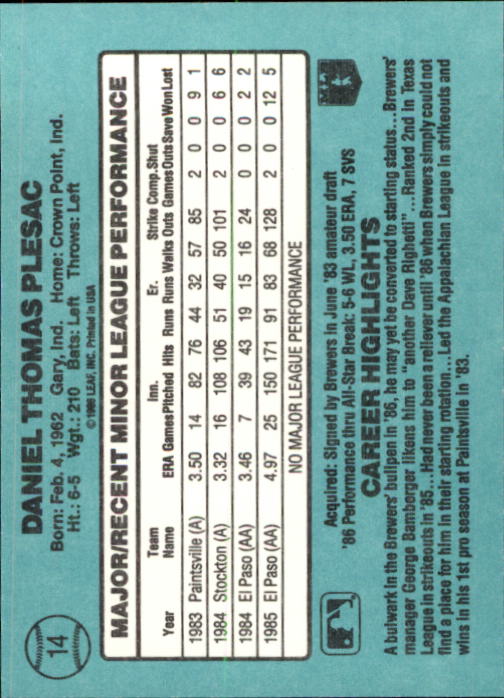 14
DANIEL THOMAS PLESAC
Born: Feb. 4, 1962 Gary, Ind. Home: Crown Point, Ind.
Ht.: 6-5 Wgt.: 210 Bats: Left Throws: Left
© 1986 LEAF, INC. Printed in USA
MAJOR/RECENT MINOR LEAGUE PERFORMANCE
Team Inn. Er. Strike Comp. Shut
Year Name ERA Games Pitched Hits Runs Runs Walks Outs Games Outs Save Won Lost
1983 Paintsville (A) 3.50 14 82 76 44 32 57 85 2 0 0 9 1
1984 Stockton (A) 3.32 16 108 106 51 40 50 101 2 0 0 6 6
1984 El Paso (AA) 3.46 7 39 43 19 15 16 24 0 0 0 2 2
1985 El Paso (AA) 4.97 25 150 171 91 83 68 128 2 0 0 12 5
NO MAJOR LEAGUE PERFORMANCE
Acquired: Signed by Brewers in June '83 amateur draft
'86 Performance thru All-Star Break: 5-6 WL, 3.50 ERA, 7 SVS
CAREER HIGHLIGHTS
A bulwark in the Brewers' bullpen in '86, he may yet be converted to starting status...Brewers'
manager George Bamberger likens him to "another Dave Righetti"...Ranked 2nd in Texas
League in strikeouts in '85...Had never been a reliever until '86 when Brewers simply could not
find a place for him in their starting rotation...Led the Appalachian League in strikeouts and
wins in his 1st pro season at Paintsville in '83.